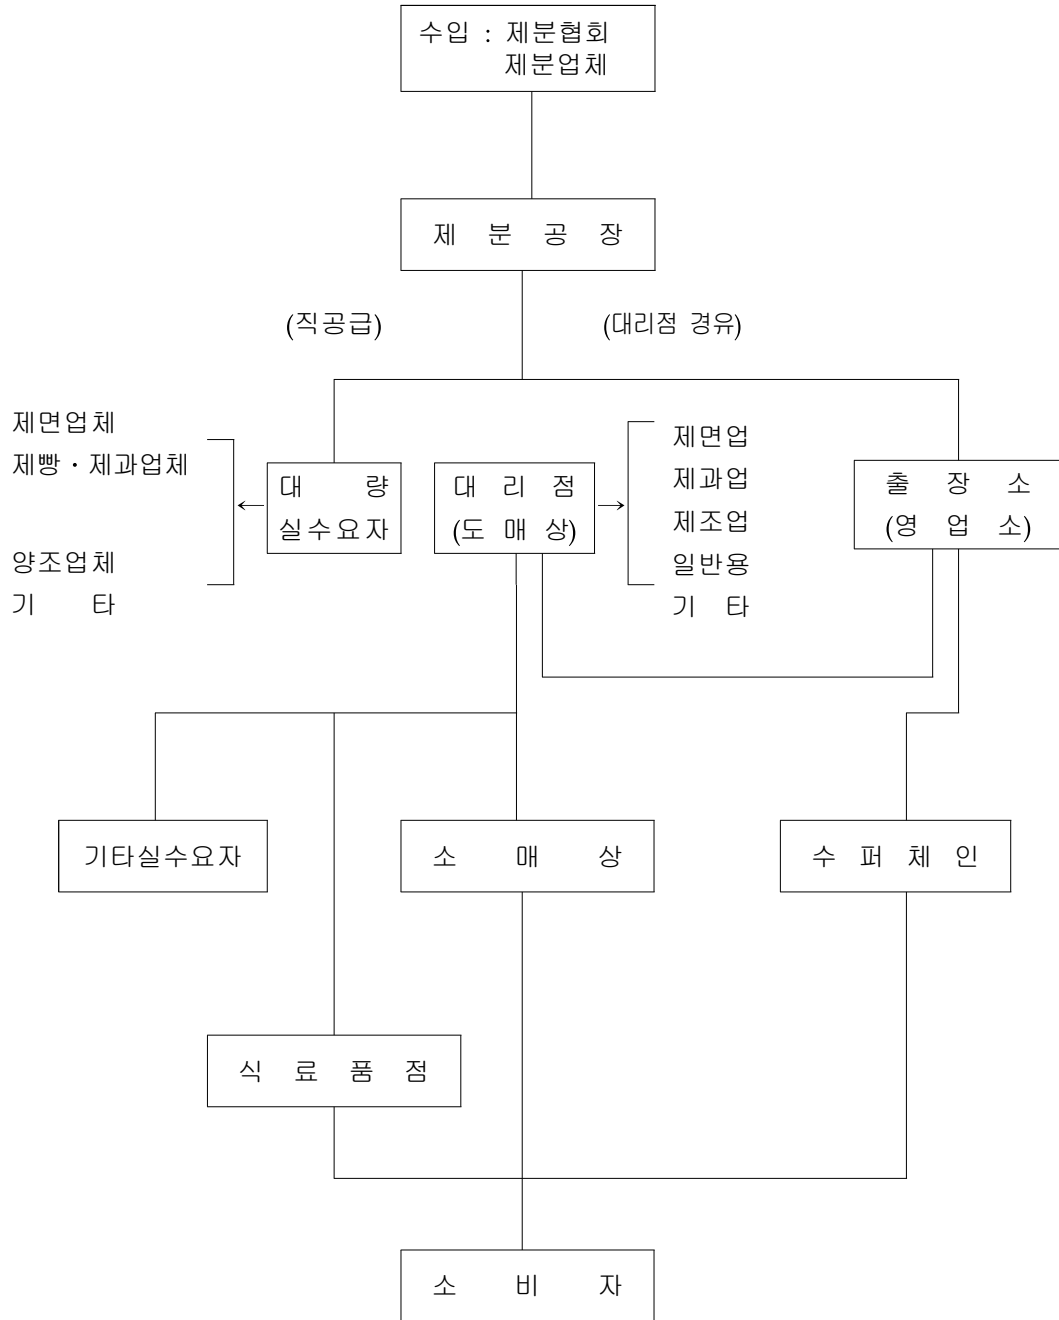 수입 : 제분협회
제분업체
제 분 공 장
(직공급)
(대리점 경유)
제면업체
제빵·제과업체
양조업체
기 타
대 량
실수요자
대 리 점
(도 매 상)
제면업
제과업
제조업
일반용
기 타
출 장 소
(영 업 소)
기타실수요자
소 매 상
수 퍼 체 인
식 료 품 점
소 비 자